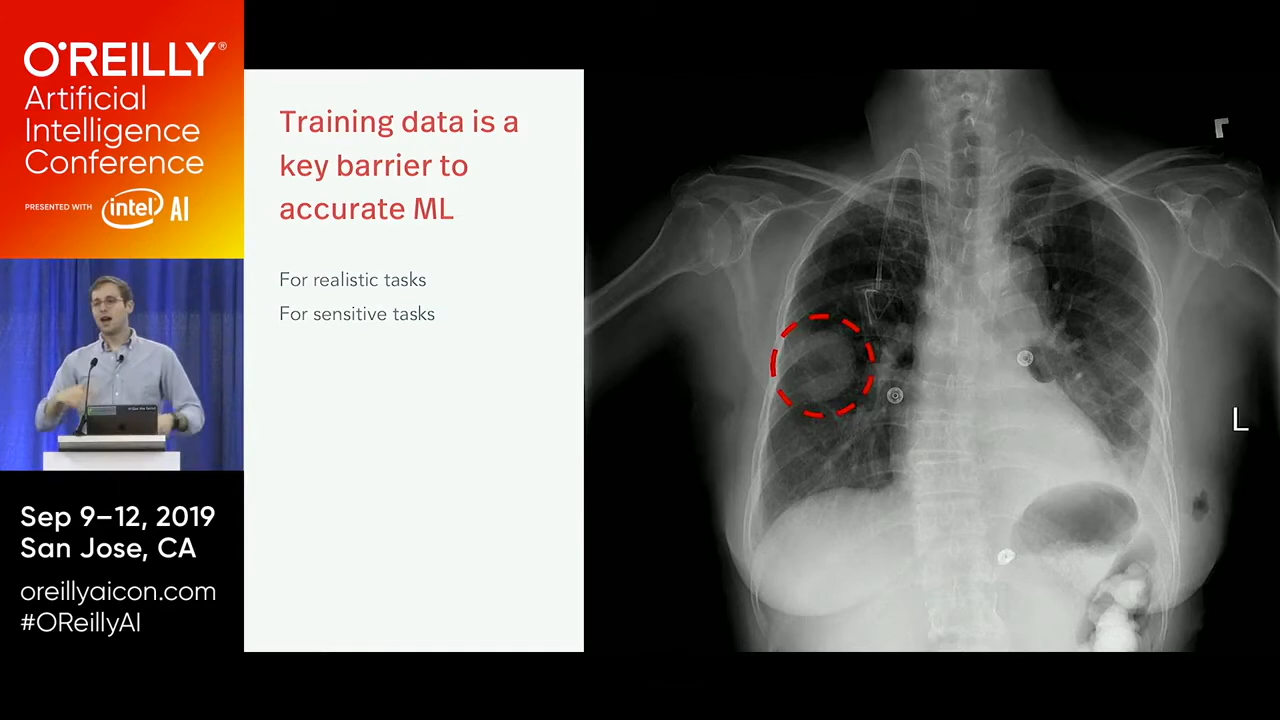 O'REILLY®
Artificial
Intelligence
Conference
PRESENTED WITH intel AI
Sep 9–12, 2019
San Jose, CA
oreillyaicon.com
#OReillyAI
Training data is a
key barrier to
accurate ML
For realistic tasks
For sensitive tasks
L